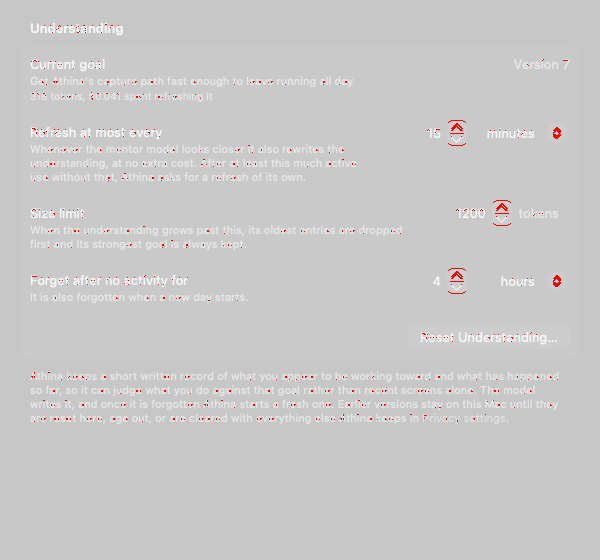 Understanding
Current goal
Version 7
Get Athina's capture path fast enough to leave running all day
316 tokens, $0.041 spent refreshing it
Refresh at most every
15
minutes
Whenever the mentor model looks closer it also rewrites the
understanding, at no extra cost. After at least this much active
use without that, Athina asks for a refresh of its own.
Size limit
1200
tokens
When the understanding grows past this, its oldest entries are dropped
first and its strongest goal is always kept.
Forget after no activity for
4
hours
It is also forgotten when a new day starts.
Reset Understanding...
Athina keeps a short written record of what you appear to be working toward and what has happened
so far, so it can judge what you do against that goal rather than recent screens alone. The model
writes it, and once it is forgotten Athina starts a fresh one. Earlier versions stay on this Mac until they
are reset here, age out, or are cleared with everything else Athina keeps in Privacy settings.